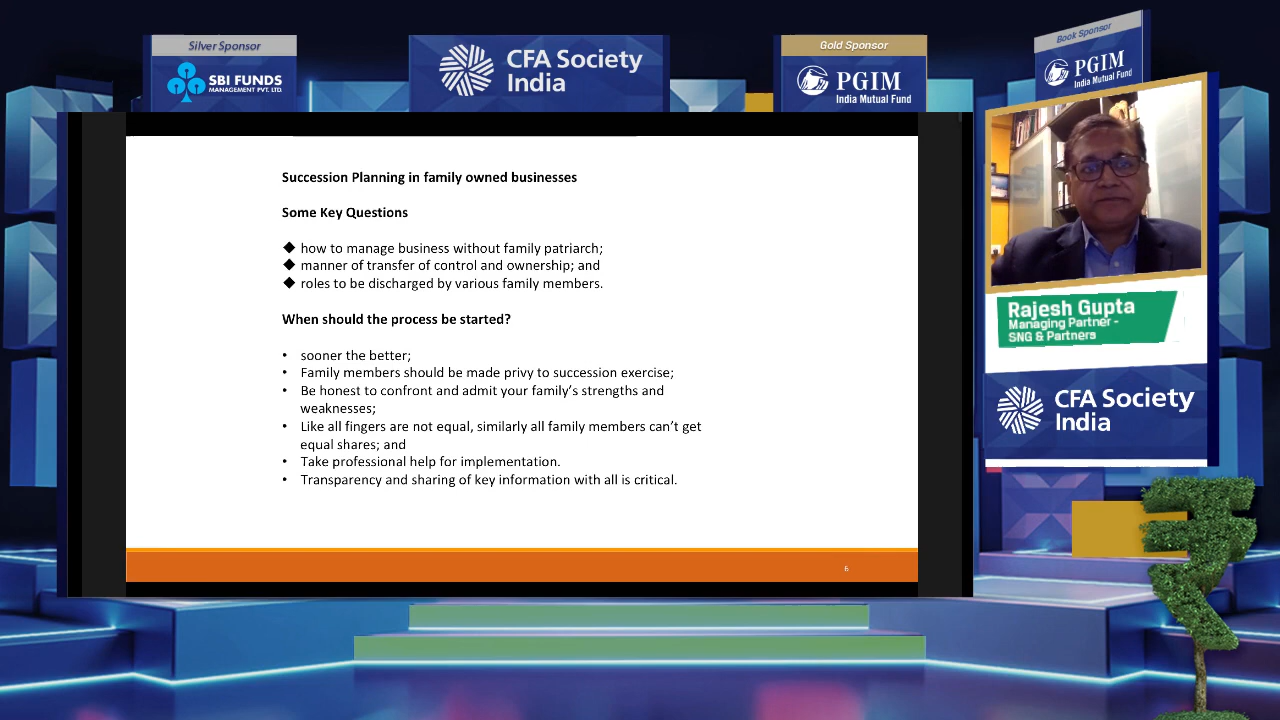 Silver Sponsor
SBI FUNDS
MANAGEMENT PVT. LTD.
CFA Society
India
Gold Sponsor
PGIM
India Mutual Fund
Book Sponsor
PGIM
India Mutual Fund
Succession Planning in family owned businesses
Some Key Questions
◆ how to manage business without family patriarch;
◆ manner of transfer of control and ownership; and
◆ roles to be discharged by various family members.
When should the process be started?
• sooner the better;
• Family members should be made privy to succession exercise;
• Be honest to confront and admit your family's strengths and
weaknesses;
• Like all fingers are not equal, similarly all family members can't get
equal shares; and
• Take professional help for implementation.
• Transparency and sharing of key information with all is critical.
6
Rajesh Gupta
Managing Partner -
SNG & Partners
CFA Society
India